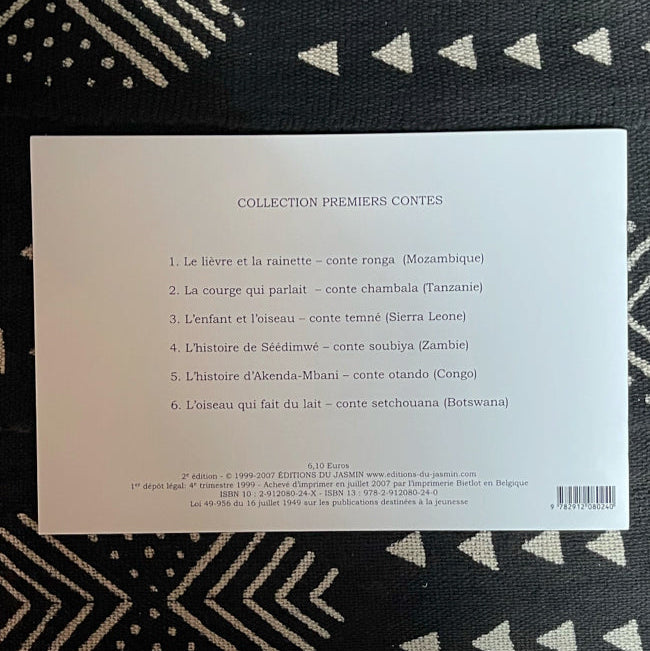 COLLECTION PREMIERS CONTES
1. Le lièvre et la rainette – conte ronga (Mozambique)
2. La courge qui parlait – conte chambala (Tanzanie)
3. L'enfant et l'oiseau – conte temné (Sierra Leone)
4. L'histoire de Séédimwé – conte soubiya (Zambie)
5. L'histoire d'Akenda-Mbani – conte otando (Congo)
6. L'oiseau qui fait du lait – conte setchouana (Botswana)
6,10 Euros
2e édition - © 1999-2007 ÉDITIONS DU JASMIN www.editions-du-jasmin.com
1er dépôt légal: 4e trimestre 1999 - Achevé d'imprimer en juillet 2007 par l'imprimerie Bietlot en Belgique
ISBN 10 : 2-912080-24-X - ISBN 13 : 978-2-912080-24-0
Loi 49-956 du 16 juillet 1949 sur les publications destinées à la jeunesse
9 782912 080240